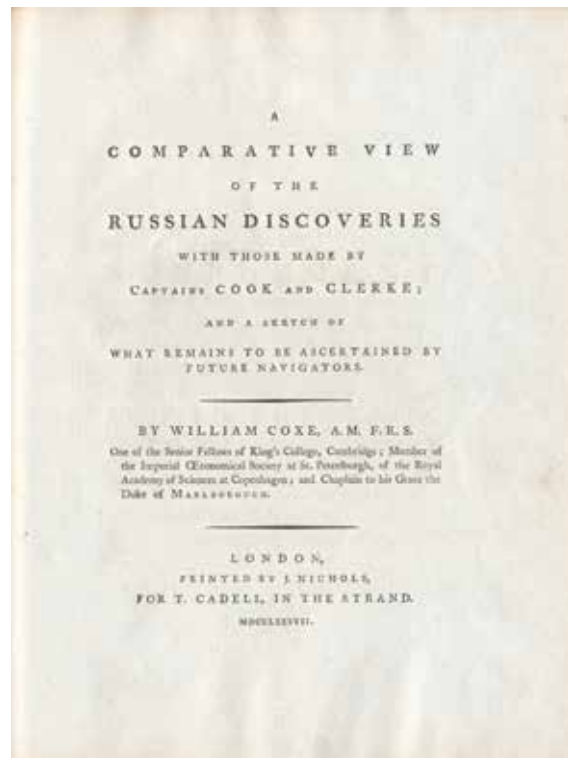 A
COMPARATIVE VIEW
OF THE
RUSSIAN DISCOVERIES
WITH THOSE MADE BY
CAPTAINS COOK AND CLERKE;
AND A SKETCH OF
WHAT REMAINS TO BE ASCERTAINED BY
FUTURE NAVIGATORS.
BY WILLIAM COXE, A.M. F.R.S.
One of the Senior Fellows of King's College, Cambridge; Member of
the Imperial Œconomical Society at St. Petersburgh, of the Royal
Academy of Sciences at Copenhagen; and Chaplain to his Grace the
Duke of MARLBOROUGH.
LONDON,
PRINTED BY J. NICHOLS,
FOR T. CADELL, IN THE STRAND.
MDCCLXXXVII.